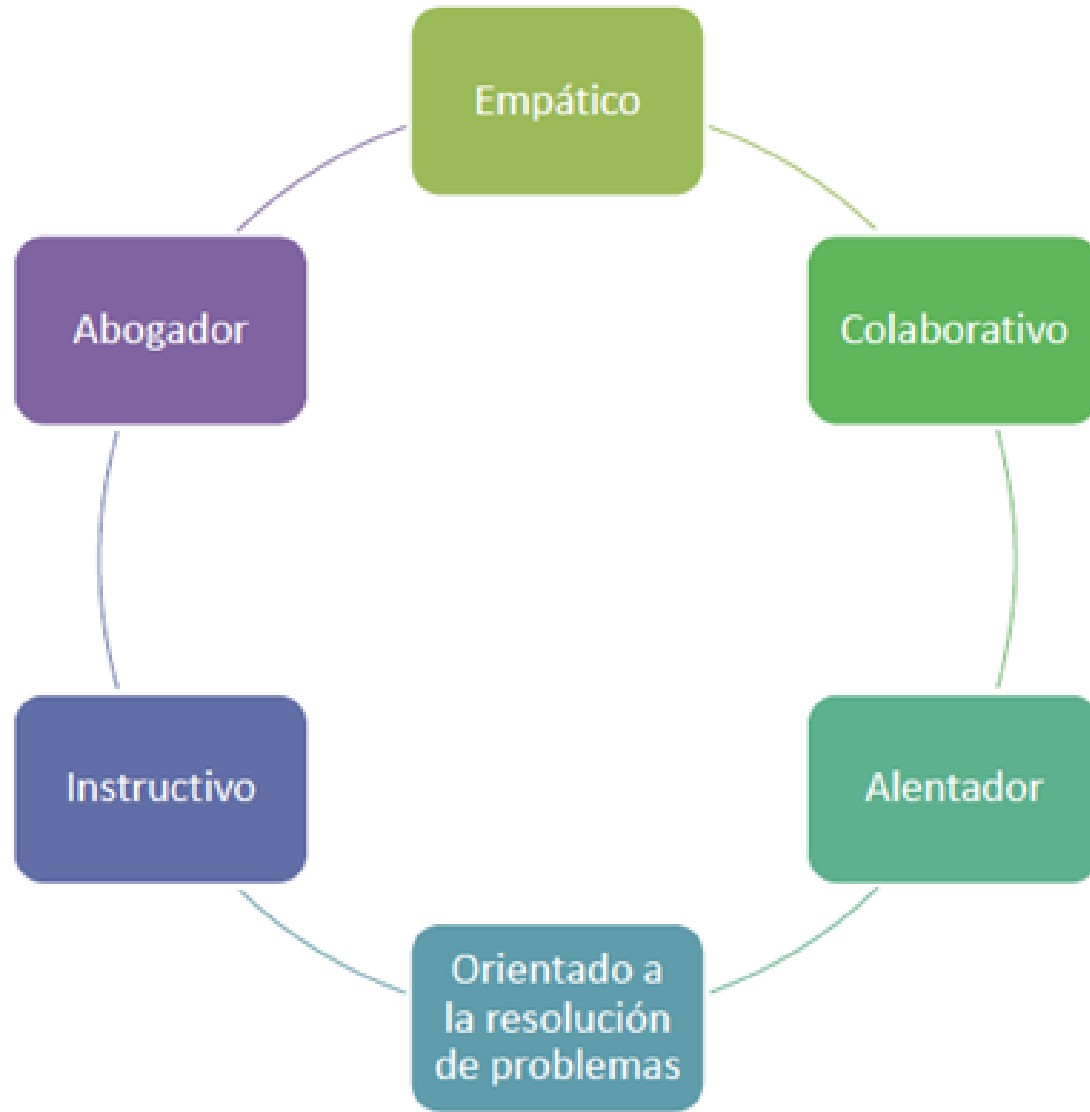 Empático
Colaborativo
Alentador
Orientado a
la resolución
de problemas
Instructivo
Abogador